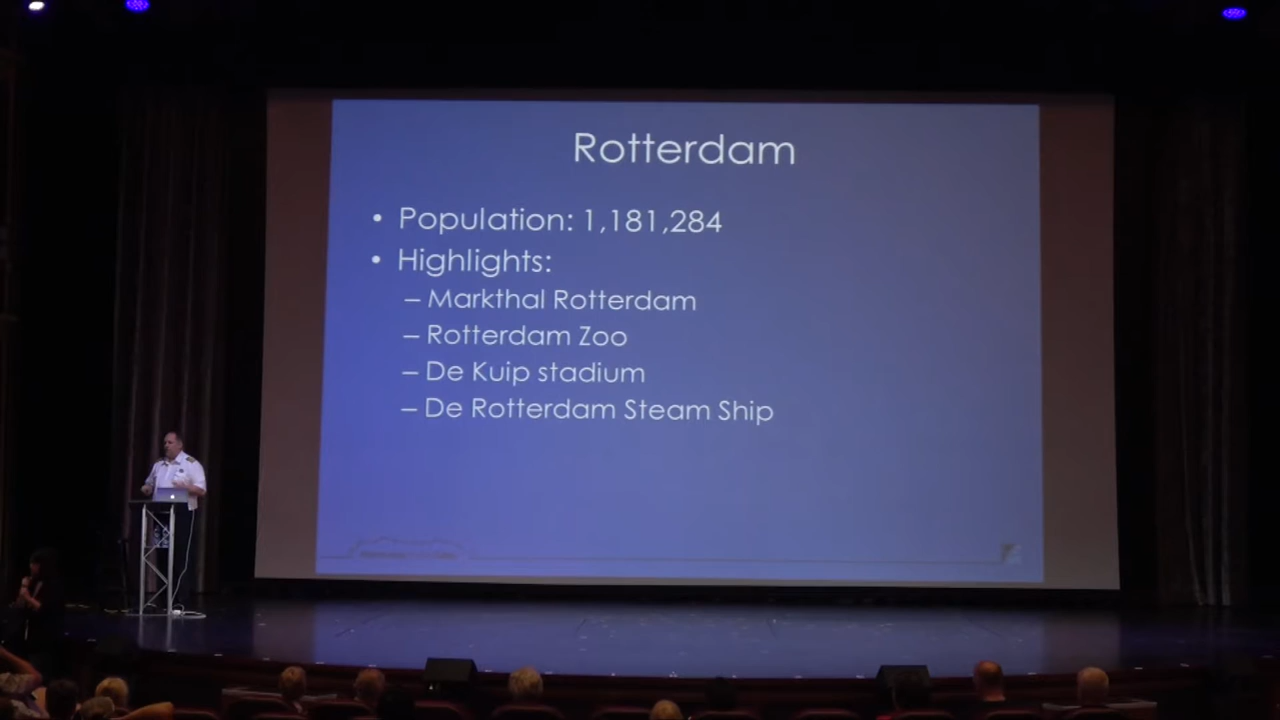 Rotterdam
• Population: 1,181,284
• Highlights:
– Markthal Rotterdam
– Rotterdam Zoo
– De Kuip stadium
– De Rotterdam Steam Ship